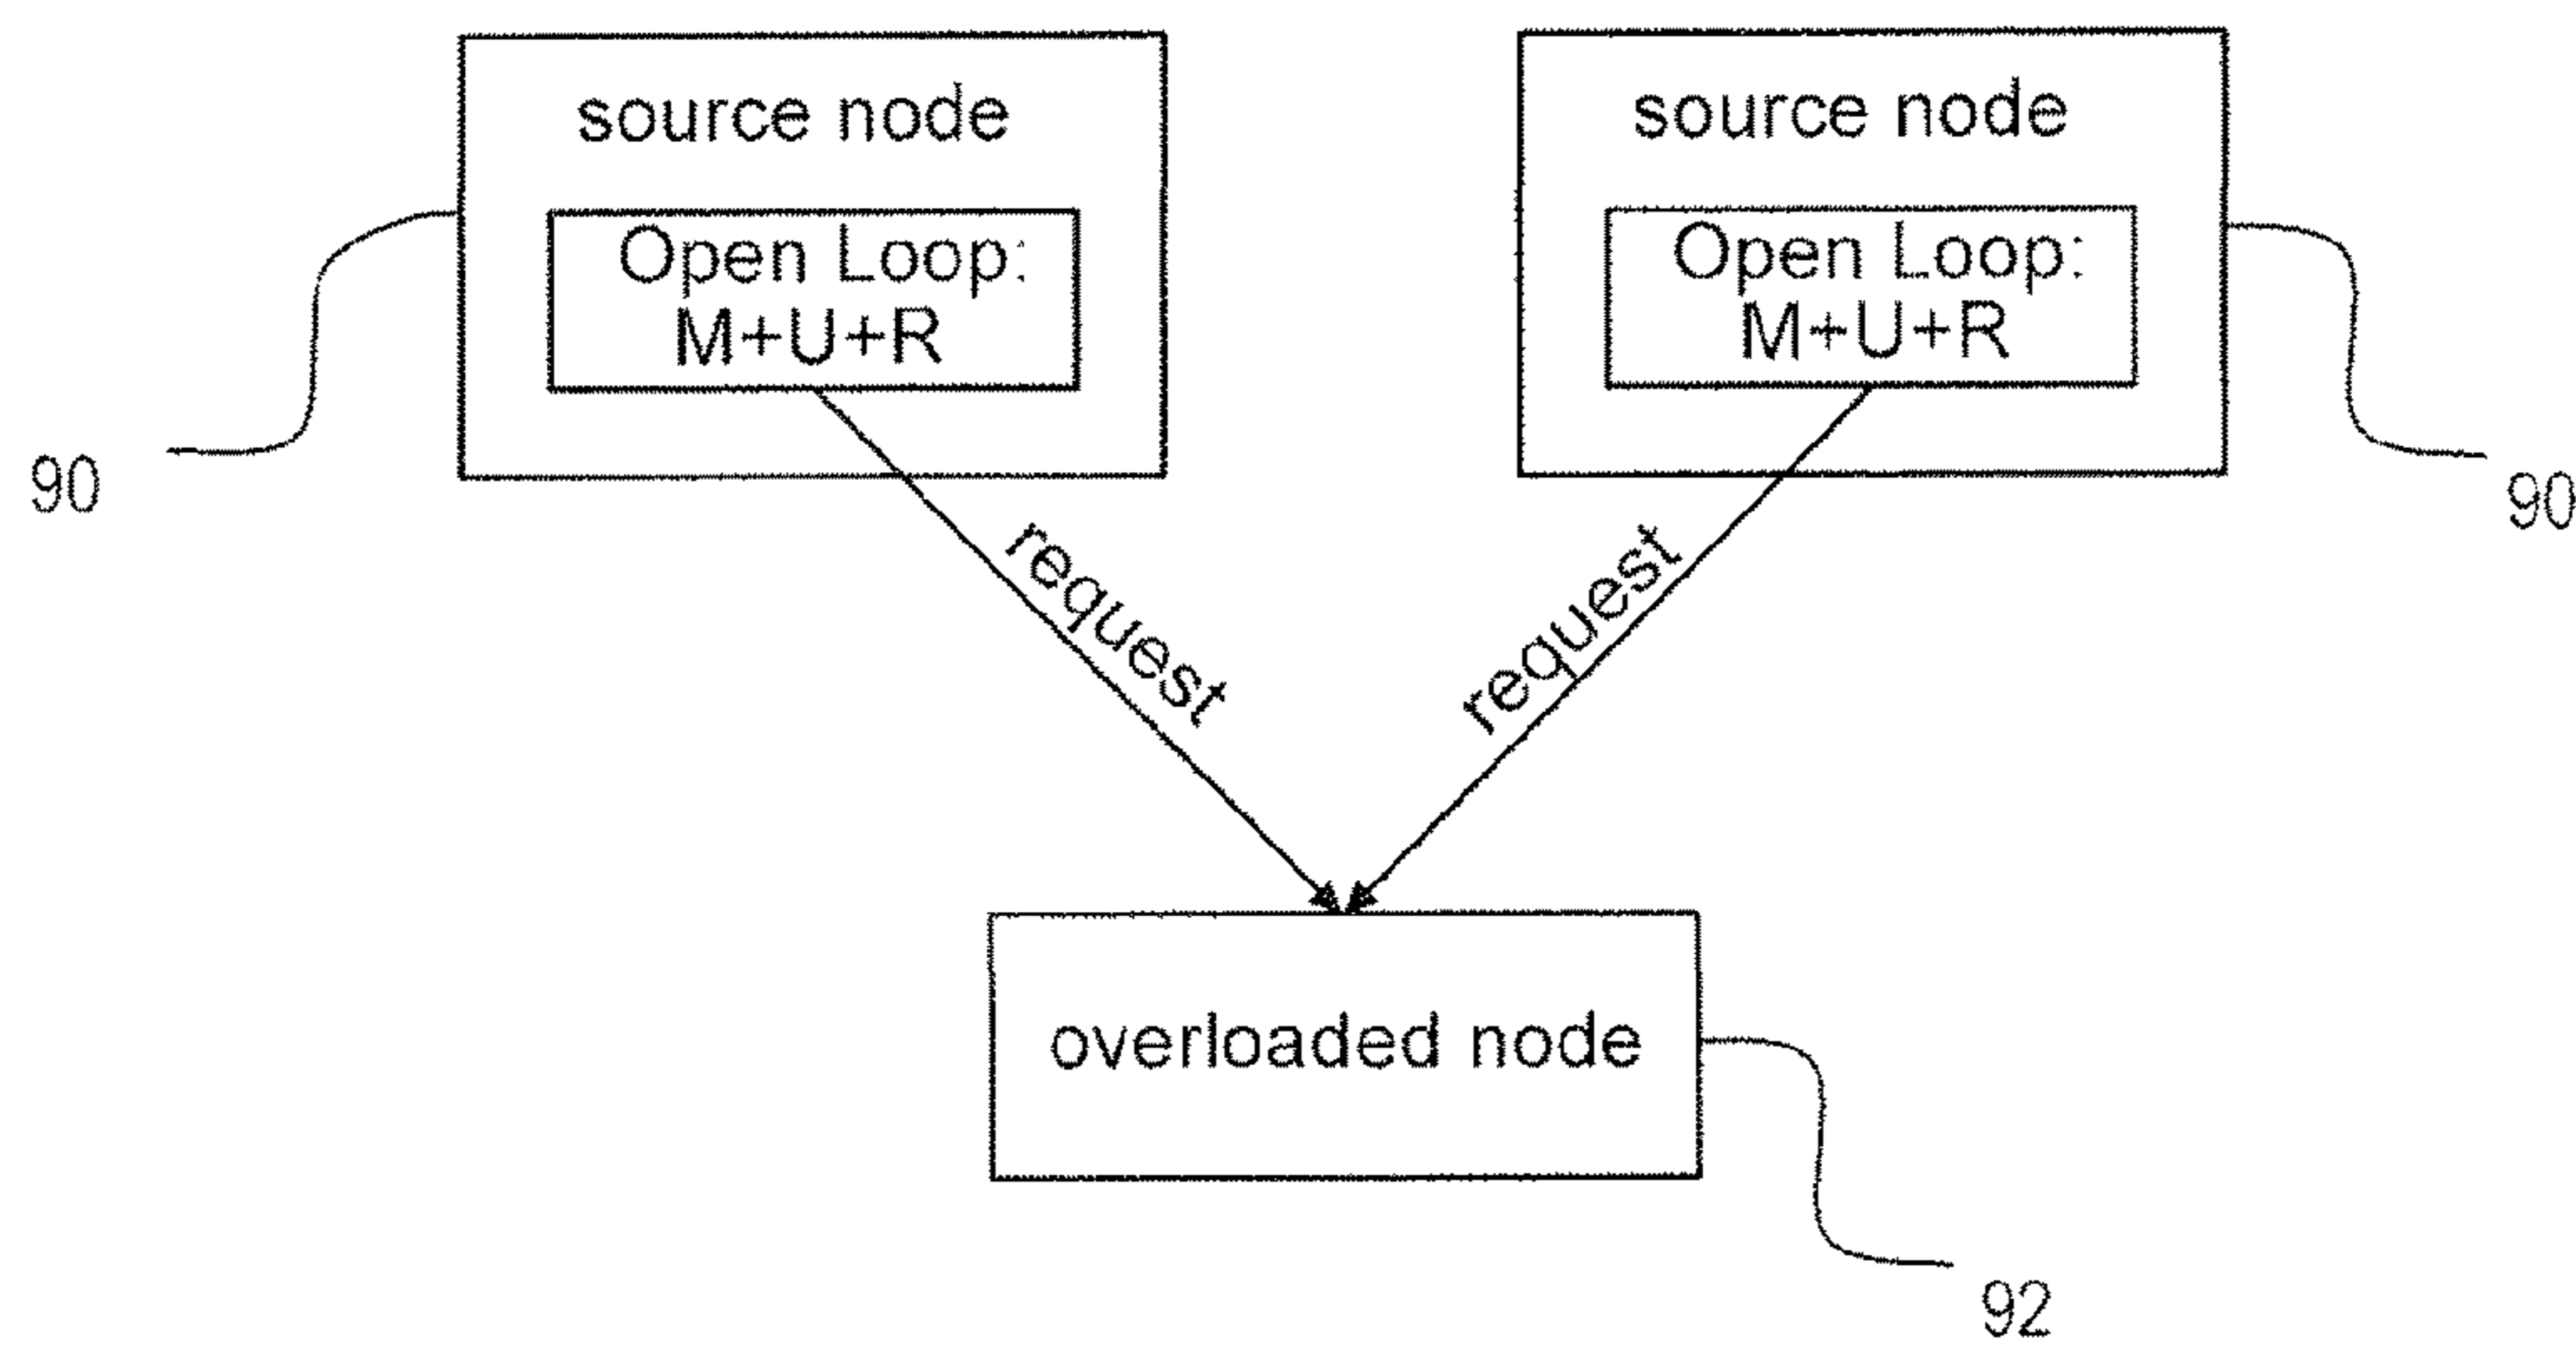 source node
Open Loop:
M+U+R
90
source node
Open Loop:
M+U+R
90
request
request
overloaded node
92